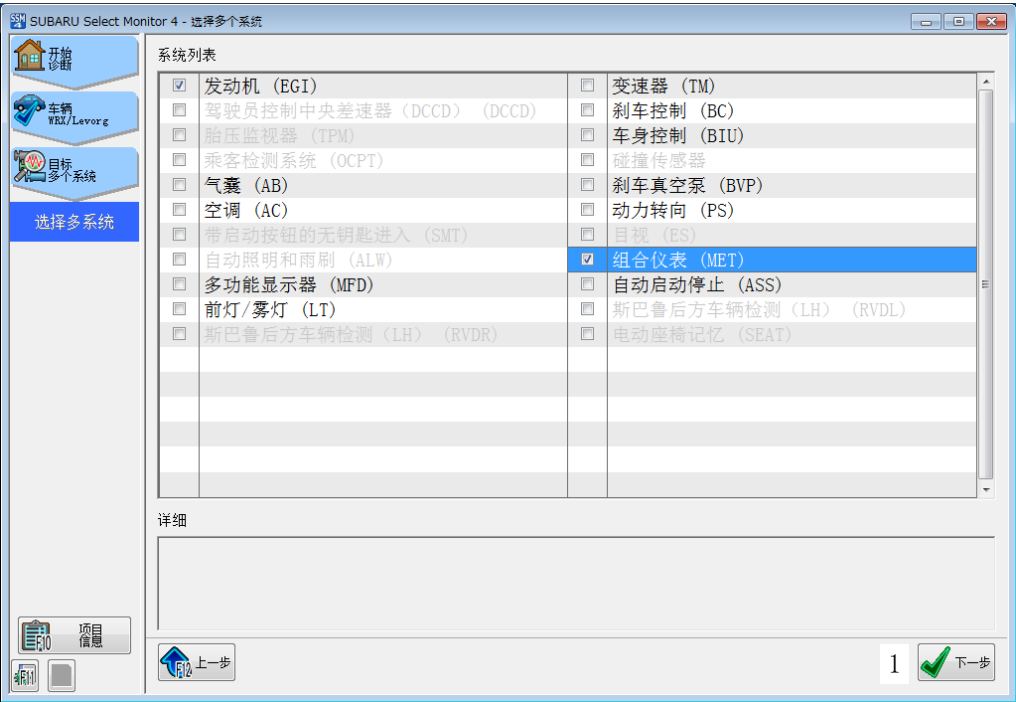 SUBARU Select Monitor 4 - 选择多个系统
开始
诊断
车辆
WRX/Levorg
目标
多个系统
选择多系统
系统列表
发动机 (EGI)
变速器 (TM)
驾驶员控制中央差速器（DCCD） (DCCD)
刹车控制 (BC)
胎压监视器 (TPM)
车身控制 (BIU)
乘客检测系统 (OCPT)
碰撞传感器
气囊 (AB)
刹车真空泵 (BVP)
空调 (AC)
动力转向 (PS)
带启动按钮的无钥匙进入 (SMT)
目视 (ES)
自动照明和雨刷 (ALW)
组合仪表 (MET)
多功能显示器 (MFD)
自动启动停止 (ASS)
前灯/雾灯 (LT)
斯巴鲁后方车辆检测（LH） (RVDL)
斯巴鲁后方车辆检测（LH） (RVDR)
电动座椅记忆 (SEAT)
详细
F10
项目
信息
F11
F12
上一步
1
下一步